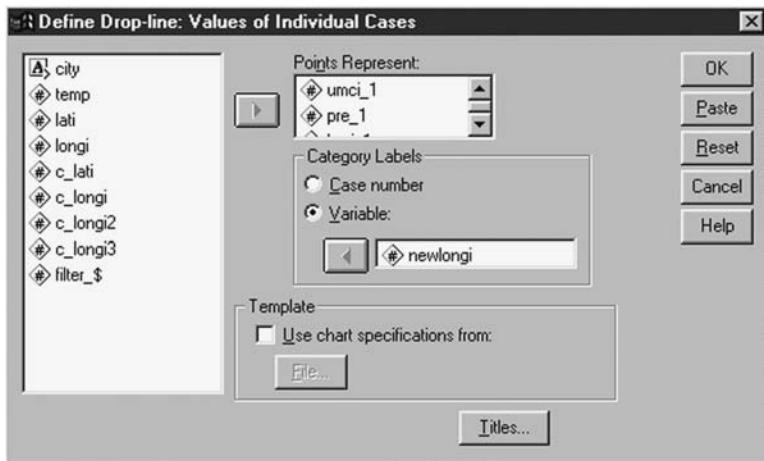 Define Drop-line: Values of Individual Cases
city
temp
lati
longi
c_lati
c_longi
c_longi2
c_longi3
filter_$
Points Represent:
umci_1
pre_1
Category Labels
Case number
Variable:
newlongi
Template
Use chart specifications from:
File...
Titles...
OK
Paste
Reset
Cancel
Help